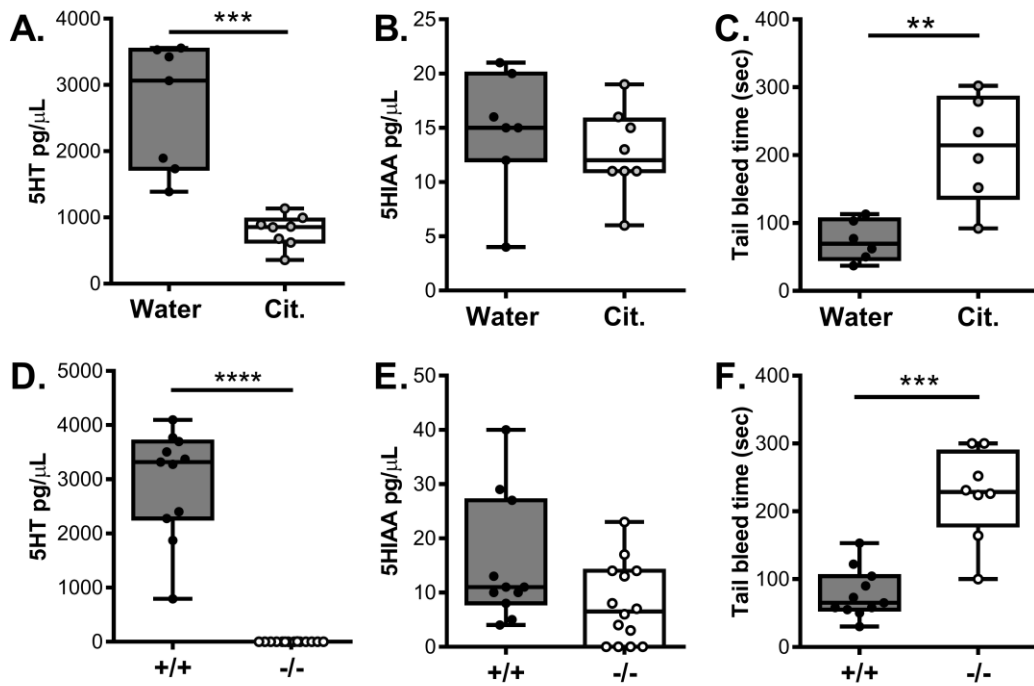 A.
***
5HT pg/μL
4000
3000
2000
1000
0
Water Cit.
B.
5HIAA pg/μL
25
20
15
10
5
0
Water Cit.
C.
**
Tail bleed time (sec)
400
300
200
100
0
Water Cit.
D.
****
5HT pg/μL
5000
4000
3000
2000
1000
0
+/+ -/-
E.
5HIAA pg/μL
50
40
30
20
10
0
+/+ -/-
F.
***
Tail bleed time (sec)
400
300
200
100
0
+/+ -/-